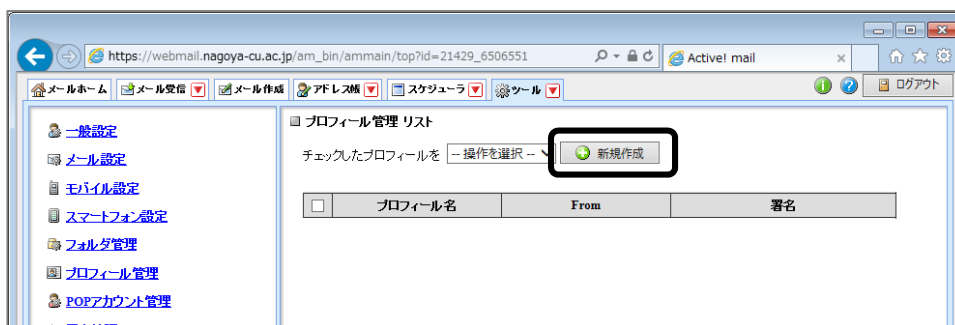 https://webmail.nagoya-cu.ac.jp/am_bin/ammain/top?id=21429_6506551
Active! mail
メールホーム メール受信 メール作成 アドレス帳 スケジューラ ツール ログアウト
一般設定
メール設定
モバイル設定
スマートフォン設定
フォルダ管理
プロフィール管理
POPアカウント管理
プロフィール管理 リスト
チェックしたプロフィールを -- 操作を選択 -- 新規作成
プロフィール名 From 署名